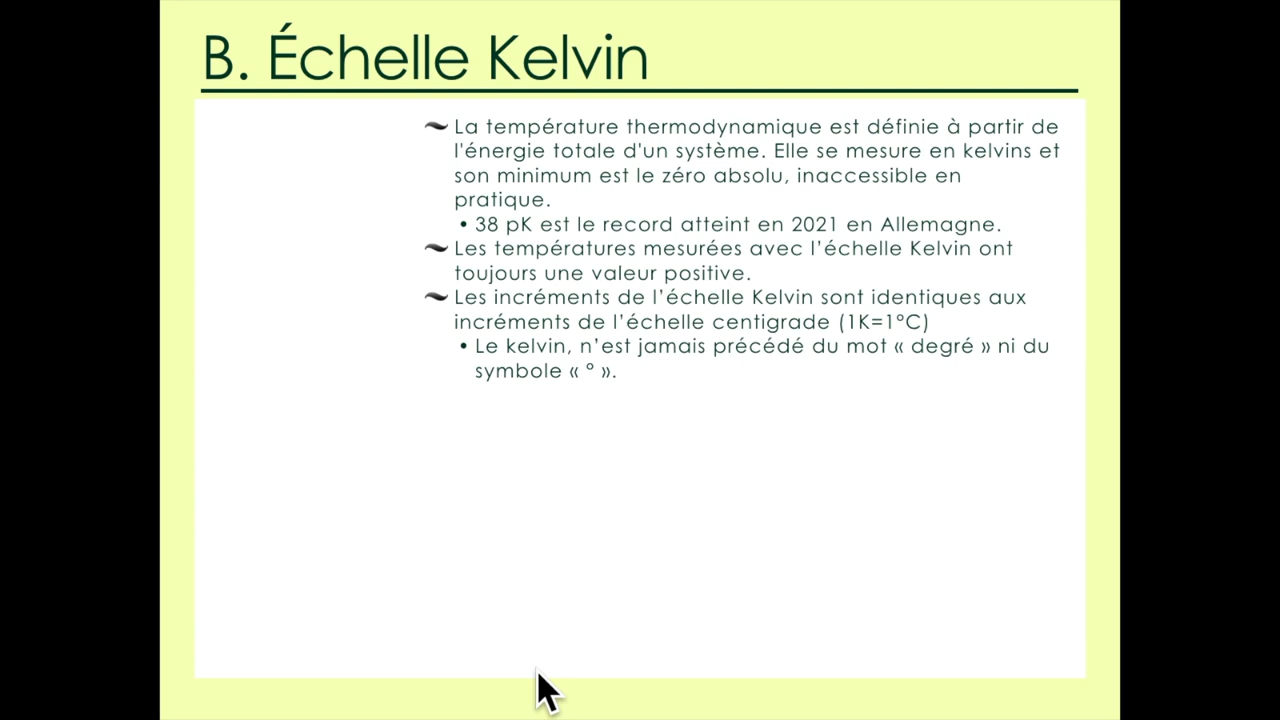 B. Échelle Kelvin
La température thermodynamique est définie à partir de
l'énergie totale d'un système. Elle se mesure en kelvins et
son minimum est le zéro absolu, inaccessible en
pratique.
• 38 pK est le record atteint en 2021 en Allemagne.
Les températures mesurées avec l’échelle Kelvin ont
toujours une valeur positive.
Les incréments de l’échelle Kelvin sont identiques aux
incréments de l’échelle centigrade (1K=1°C)
• Le kelvin, n’est jamais précédé du mot « degré » ni du
symbole « ° ».